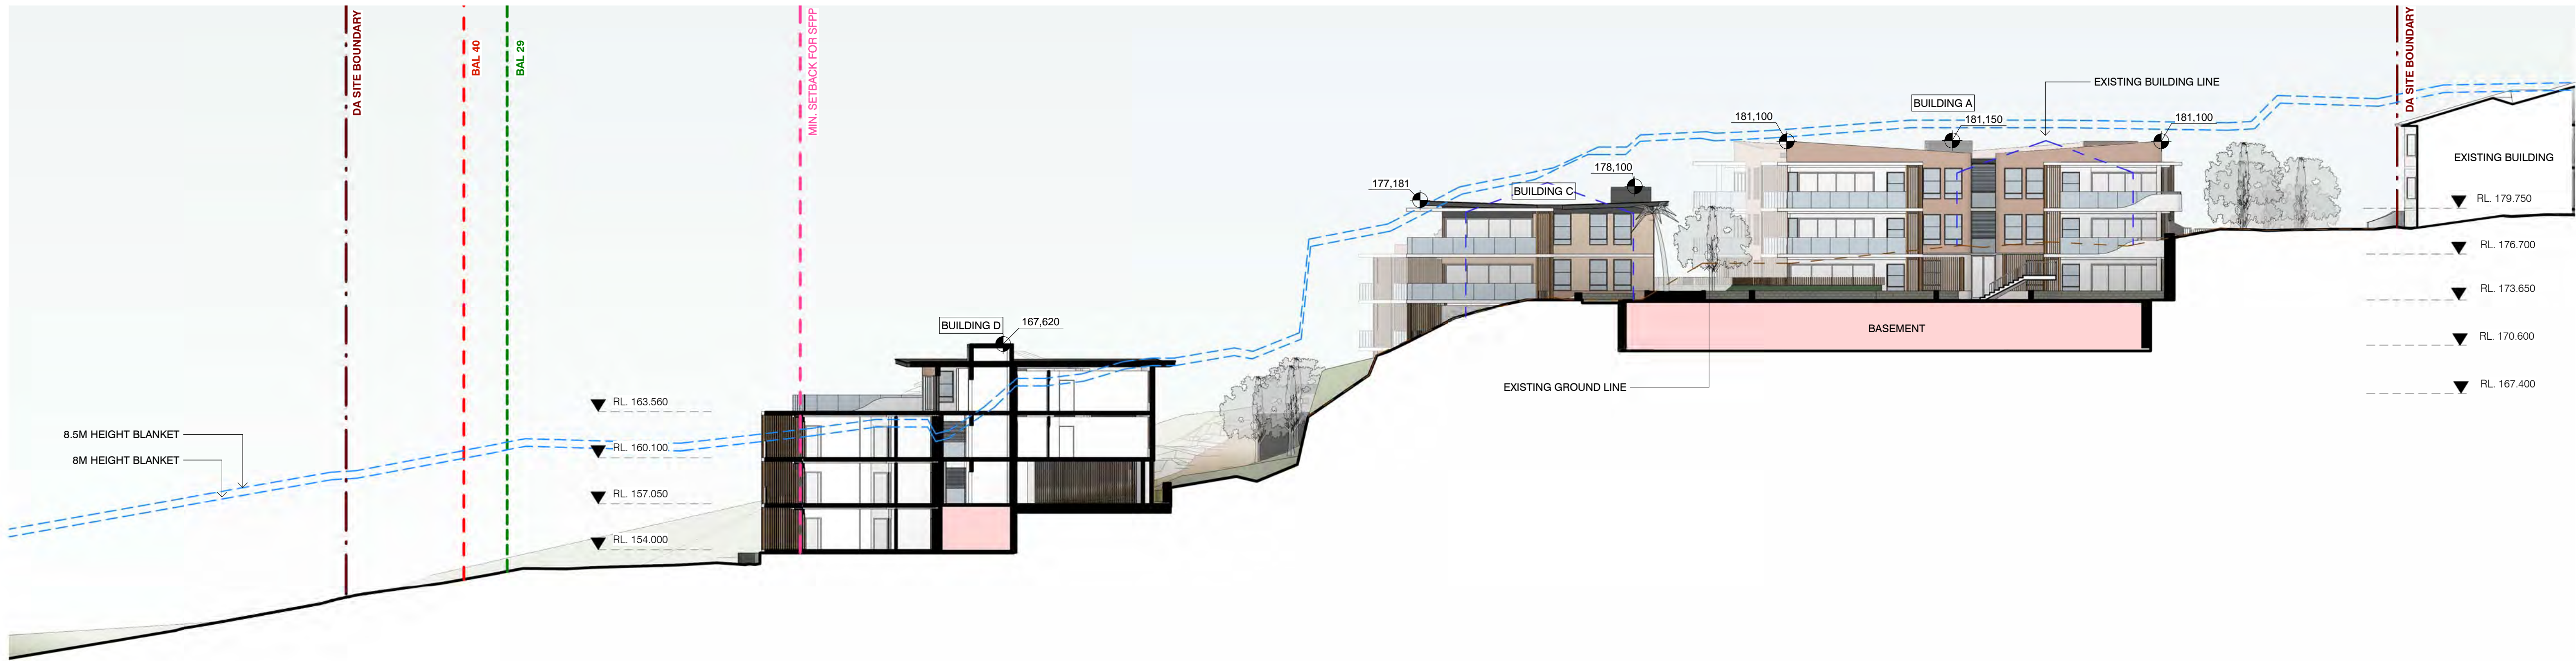 DA SITE BOUNDARY
BAL 40
BAL 29
MIN. SETBACK FOR SFPP
DA SITE BOUNDARY
EXISTING BUILDING LINE
BUILDING A
181,100
181,150
181,100
EXISTING BUILDING
178,100
177,181
BUILDING C
RL. 179.750
RL. 176.700
RL. 173.650
RL. 170.600
RL. 167.400
BASEMENT
EXISTING GROUND LINE
BUILDING D
167,620
RL. 163.560
RL. 160.100
RL. 157.050
RL. 154.000
8.5M HEIGHT BLANKET
8M HEIGHT BLANKET